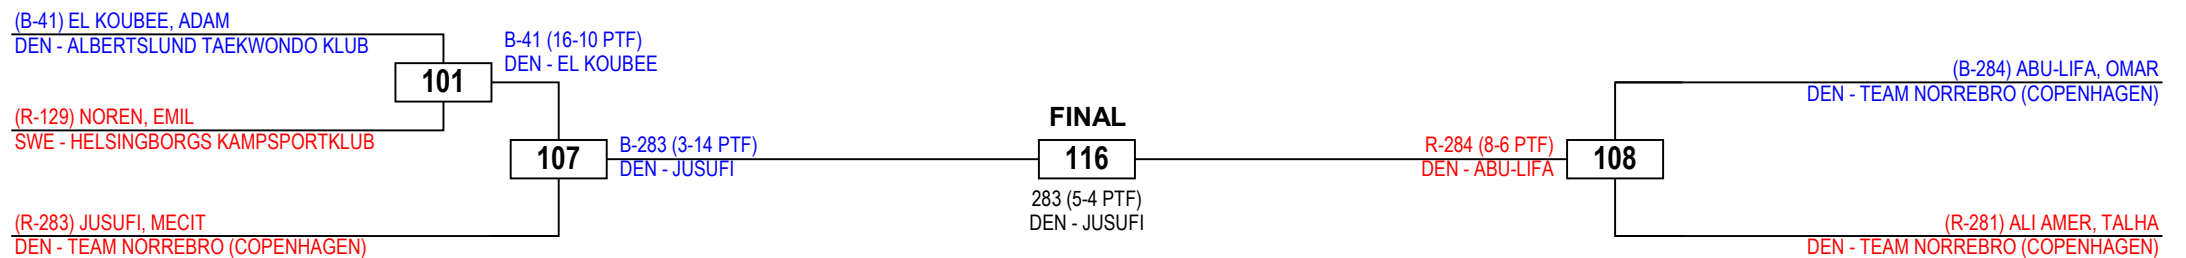 (B-41) EL KOUBEE, ADAM
DEN - ALBERTSLUND TAEKWONDO KLUB
B-41 (16-10 PTF)
DEN - EL KOUBEE
101
(R-129) NOREN, EMIL
SWE - HELSINGBORGS KAMPSPORTKLUB
107
B-283 (3-14 PTF)
DEN - JUSUFI
(R-283) JUSUFI, MECIT
DEN - TEAM NORREBRO (COPENHAGEN)
FINAL
116
283 (5-4 PTF)
DEN - JUSUFI
(B-284) ABU-LIFA, OMAR
DEN - TEAM NORREBRO (COPENHAGEN)
R-284 (8-6 PTF)
DEN - ABU-LIFA
108
(R-281) ALI AMER, TALHA
DEN - TEAM NORREBRO (COPENHAGEN)